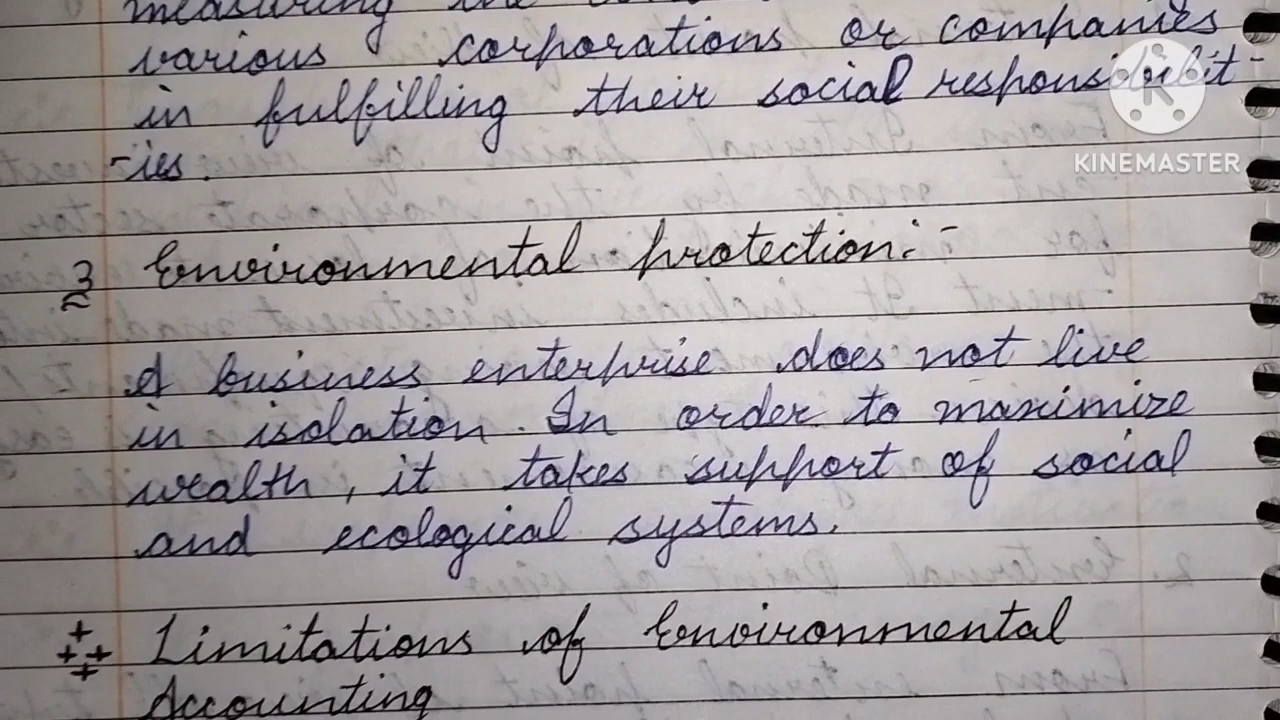 measuring the
various corporations or companies
in fulfilling their social responsibilit-
-ies.
KINEMASTER
3 Environmental protection:-
A business enterprise does not live
in isolation. In order to maximize
wealth, it takes support of social
and ecological systems.
Limitations of Environmental
Accounting